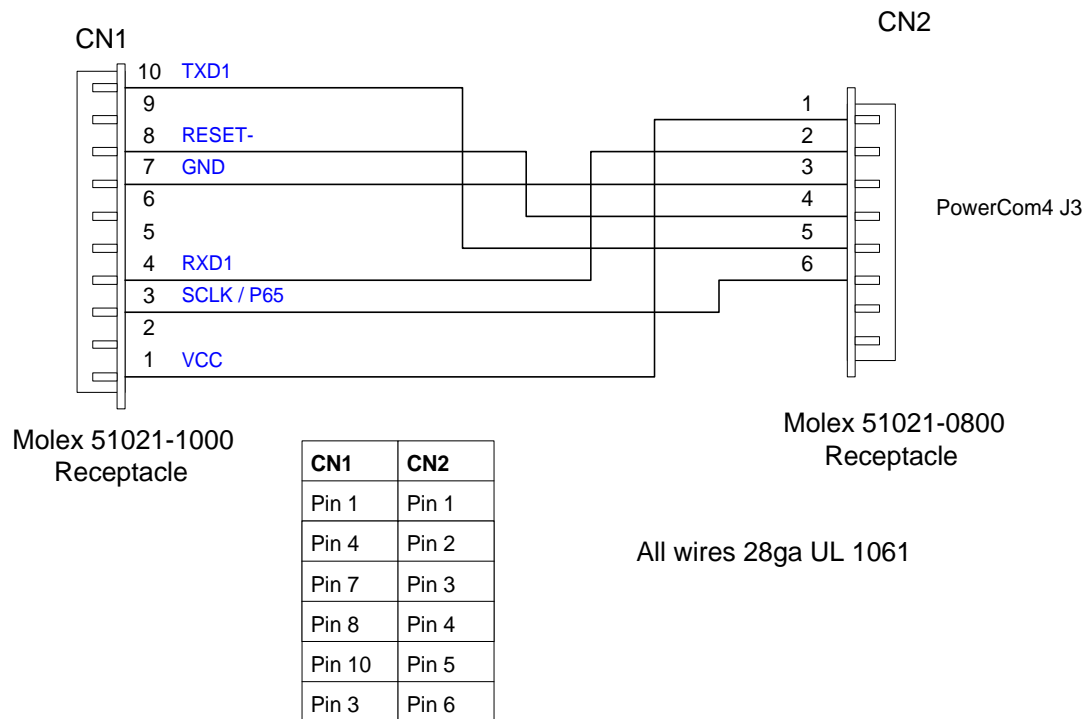 CN1
CN2
10 TXD1
9
8 RESET-
7 GND
6
5
4 RXD1
3 SCLK / P65
2
1 VCC
1
2
3
4
5
6
PowerCom4 J3
Molex 51021-1000
Receptacle
Molex 51021-0800
Receptacle
CN1 CN2
Pin 1 Pin 1
Pin 4 Pin 2
Pin 7 Pin 3
Pin 8 Pin 4
Pin 10 Pin 5
Pin 3 Pin 6
All wires 28ga UL 1061